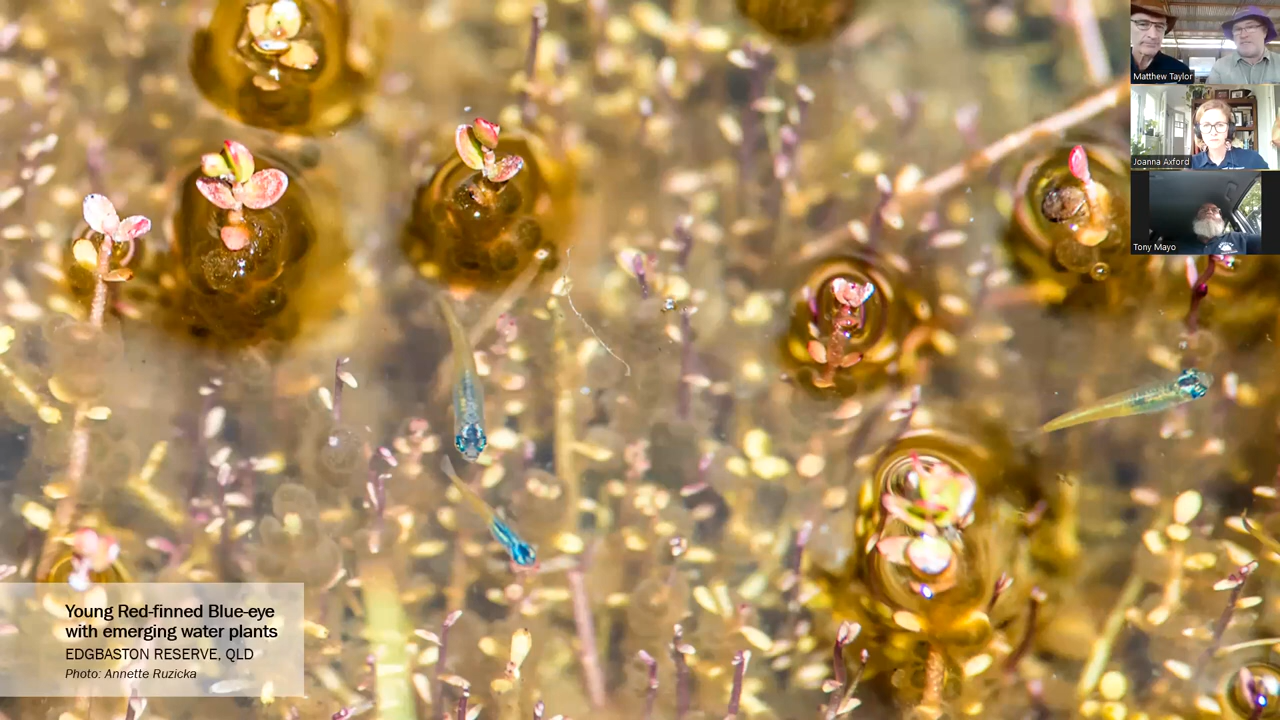 Matthew Taylor
Joanna Axford
Tony Mayo
Young Red-finned Blue-eye
with emerging water plants
EDGBASTON RESERVE, QLD
Photo: Annette Ruzicka